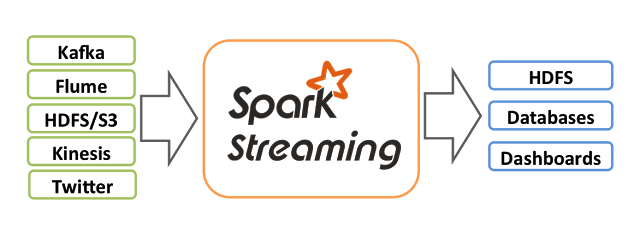 Kafka
Flume
HDFS/S3
Kinesis
Twitter
Spark
Streaming
HDFS
Databases
Dashboards